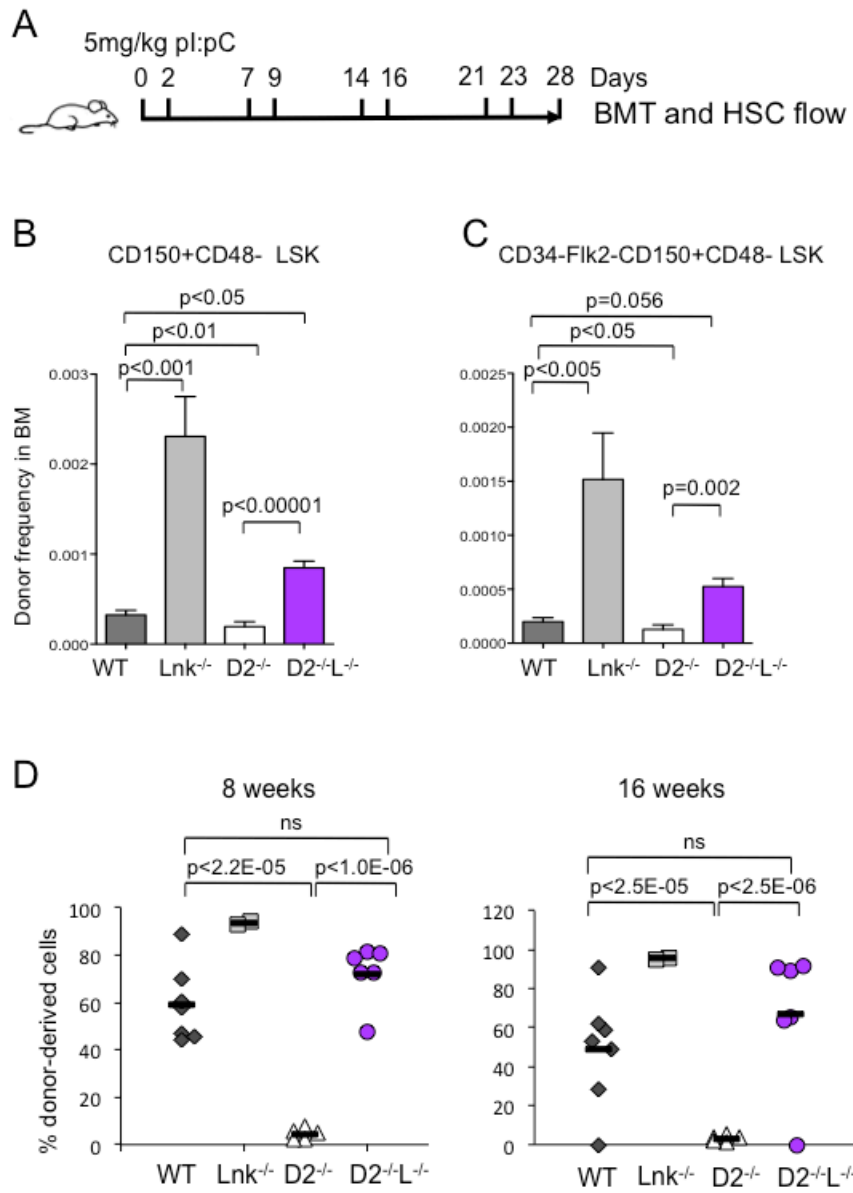 A
5mg/kg pI:pC
0 2 7 9 14 16 21 23 28 Days
BMT and HSC flow
B
CD150+CD48- LSK
p<0.05
p<0.01
p<0.001
p<0.00001
0.003
0.002
0.001
0.000
Donor frequency in BM
WT Lnk-/- D2-/- D2-/-L-/-
C
CD34-Flk2-CD150+CD48- LSK
p=0.056
p<0.05
p<0.005
p=0.002
0.0025
0.0020
0.0015
0.0010
0.0005
0.0000
WT Lnk-/- D2-/- D2-/-L-/-
D
8 weeks
ns
p<2.2E-05 p<1.0E-06
100
80
60
40
20
0
% donor-derived cells
WT Lnk-/- D2-/- D2-/-L-/-
16 weeks
ns
p<2.5E-05 p<2.5E-06
120
100
80
60
40
20
0
WT Lnk-/- D2-/- D2-/-L-/-